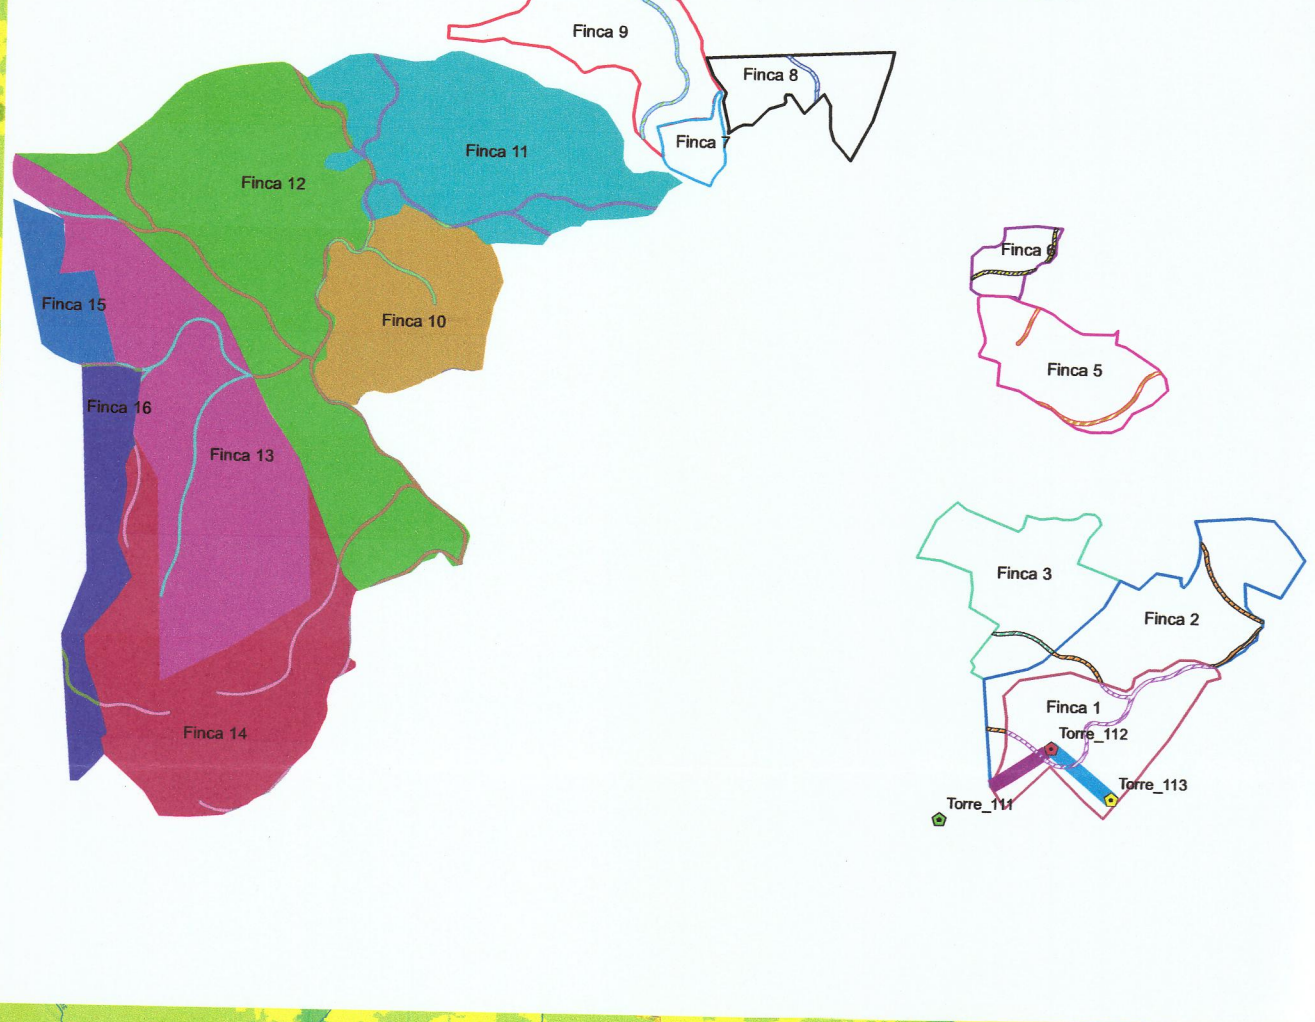 Finca 9
Finca 8
Finca 7
Finca 11
Finca 12
Finca 6
Finca 15
Finca 10
Finca 5
Finca 16
Finca 13
Finca 3
Finca 2
Finca 1
Finca 14
Torre_112
Torre_113
Torre_111